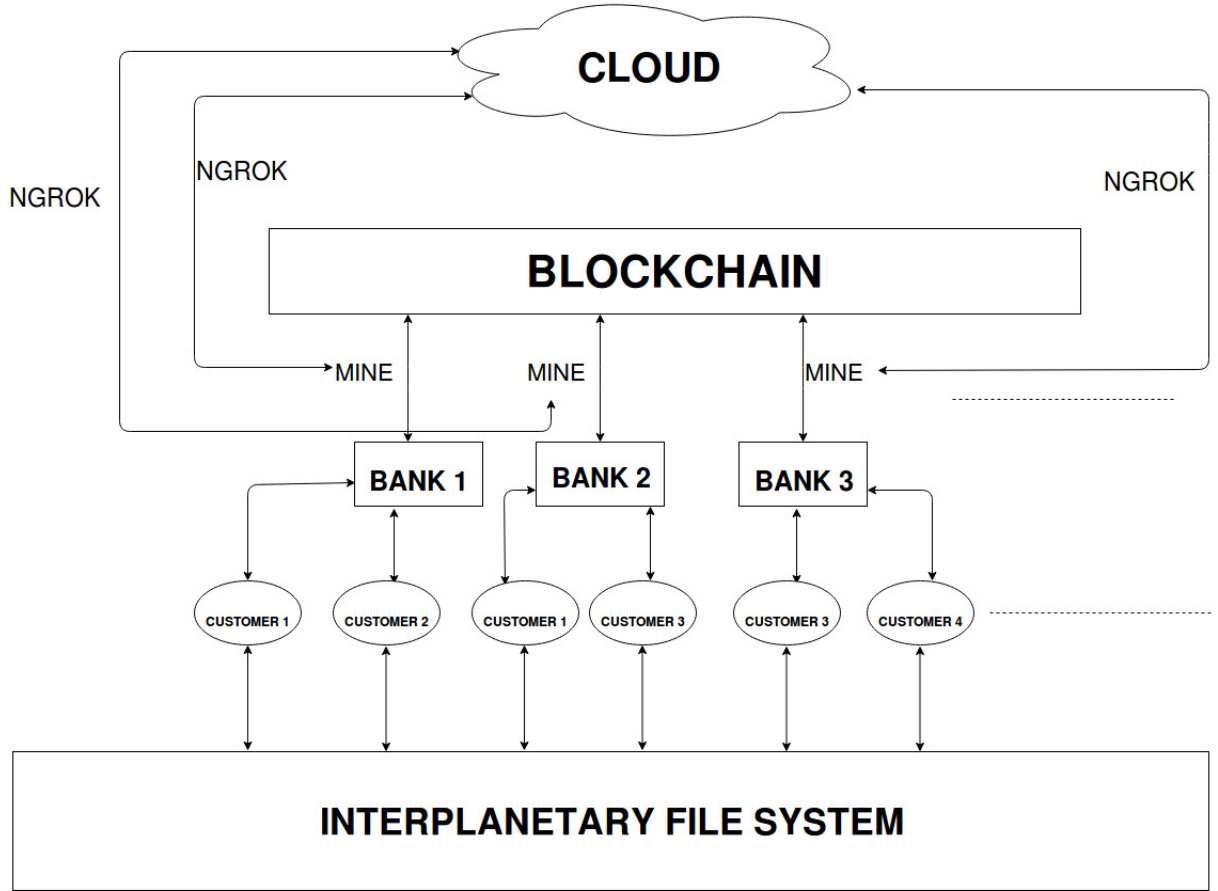 CLOUD
NGROK
NGROK
NGROK
BLOCKCHAIN
MINE
MINE
MINE
BANK 1
BANK 2
BANK 3
CUSTOMER 1
CUSTOMER 2
CUSTOMER 1
CUSTOMER 3
CUSTOMER 3
CUSTOMER 4
INTERPLANETARY FILE SYSTEM